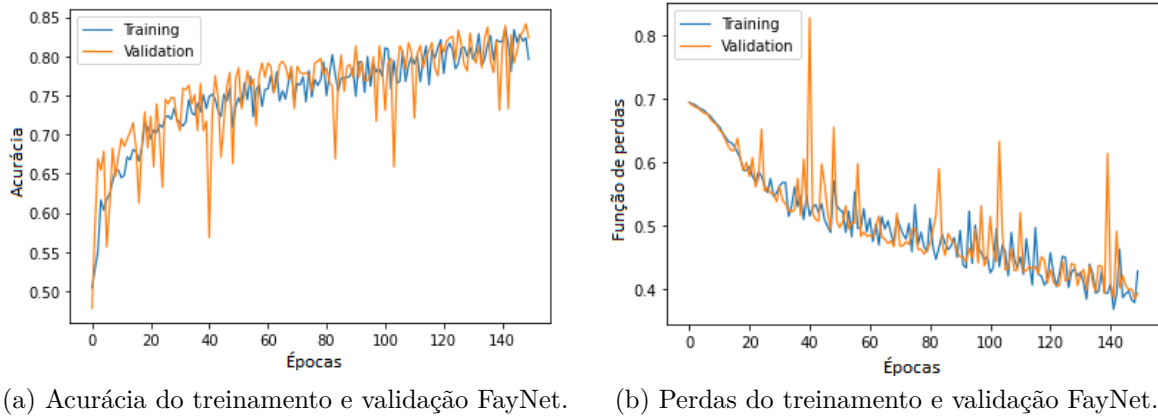 0.85
0.80
0.75
0.70
0.65
0.60
0.55
0.50
Acurácia
Training
Validation
0 20 40 60 80 100 120 140
Épocas
(a) Acurácia do treinamento e validação FayNet.
0.8
0.7
0.6
0.5
0.4
Função de perdas
Training
Validation
0 20 40 60 80 100 120 140
Épocas
(b) Perdas do treinamento e validação FayNet.